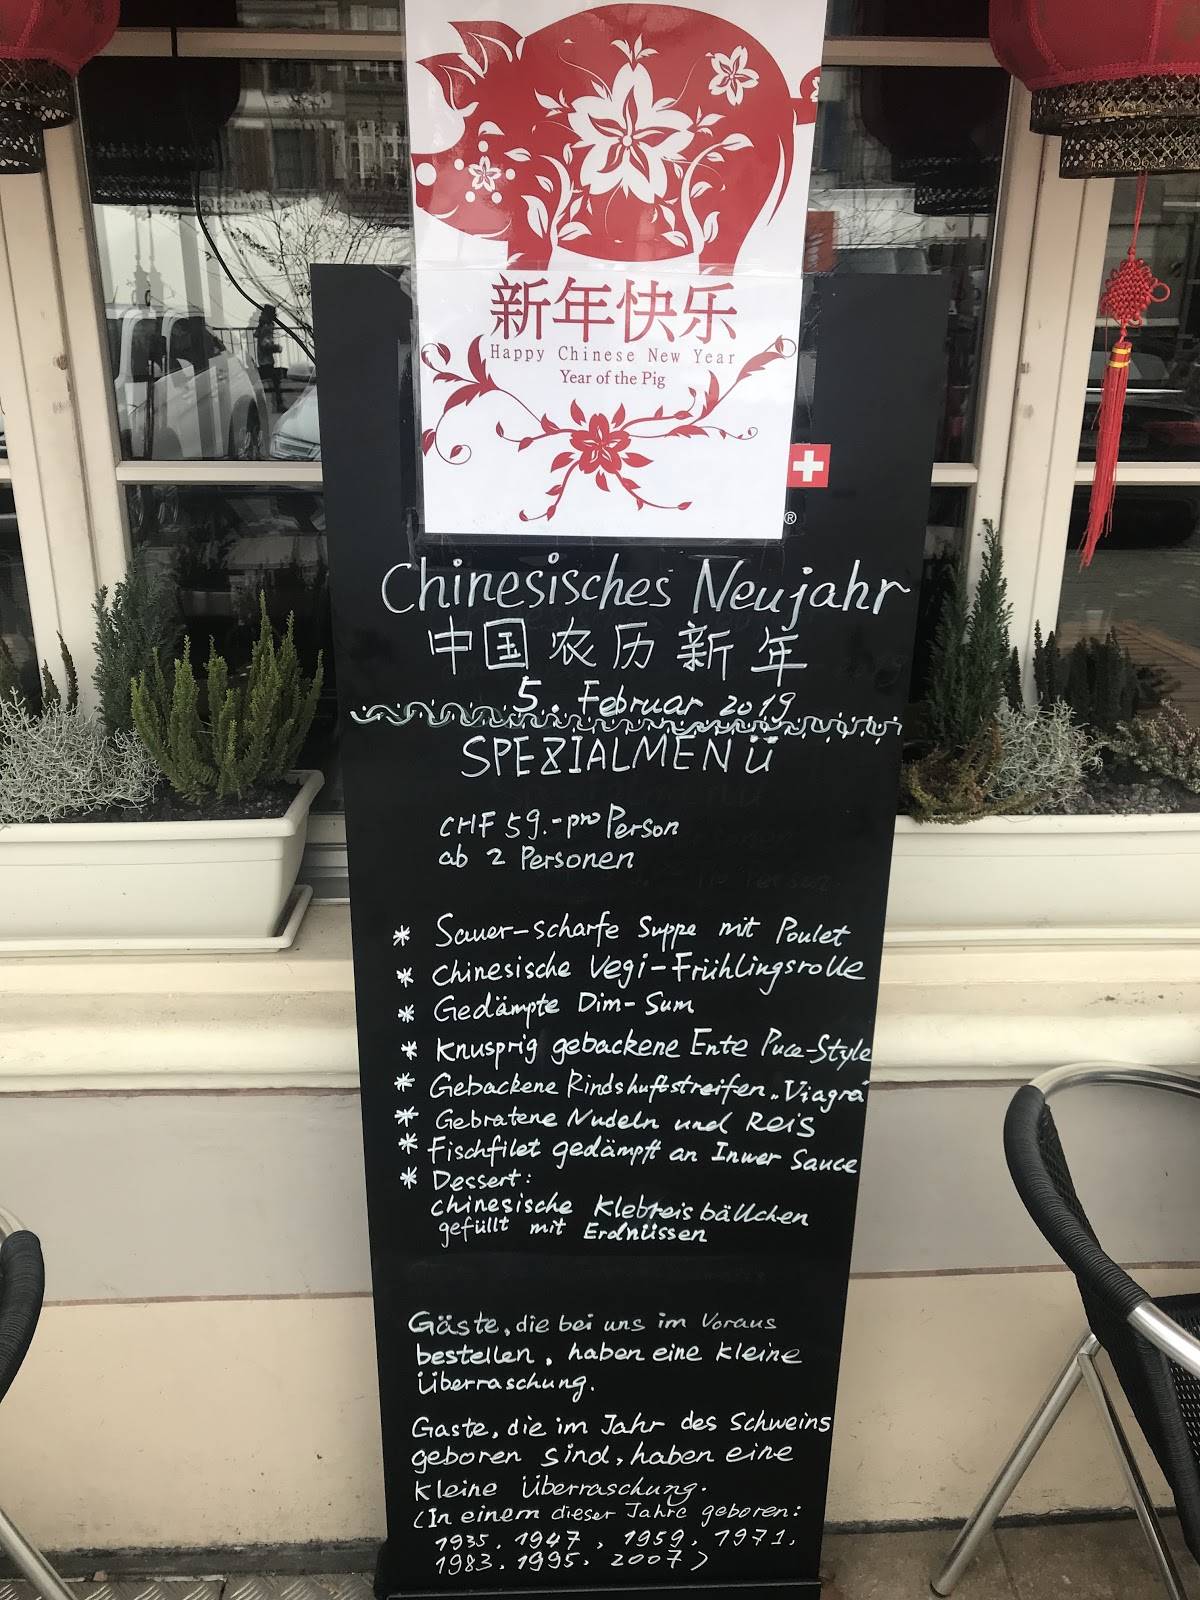 新年快乐
Happy Chinese New Year
Year of the Pig
®
Chinesisches Neujahr
中国农历新年
5. Februar 2019
SPEZIALMENÜ
CHF 59.- pro Person
ab 2 Personen
* Sauer-scharfe Suppe mit Poulet
* Chinesische Vegi-Frühlingsrolle
* Gedämpfte Dim-Sum
* Knusprig gebackene Ente Puce-Style
* Gebackene Rindshuftstreifen „Viagra"
* Gebratene Nudeln und Reis
* Fischfilet gedämpft an Inwer Sauce
* Dessert:
chinesische Klebreisbällchen
gefüllt mit Erdnüssen
Gäste, die bei uns im Voraus
bestellen, haben eine kleine
Überraschung.
Gaste, die im Jahr des Schweins
geboren sind, haben eine
kleine Überraschung.
(In einem dieser Jahre geboren:
1935, 1947, 1959, 1971,
1983, 1995, 2007)